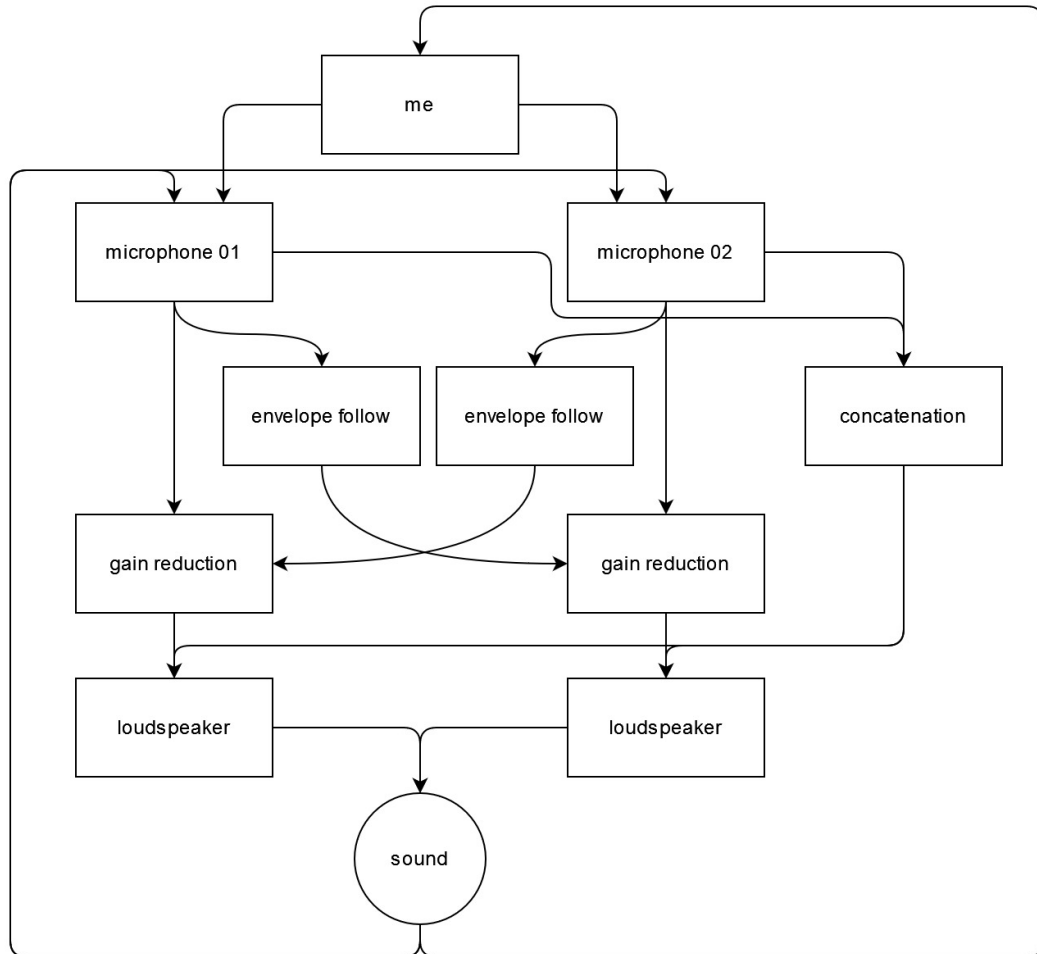 me
microphone 01
microphone 02
envelope follow
envelope follow
concatenation
gain reduction
gain reduction
loudspeaker
loudspeaker
sound